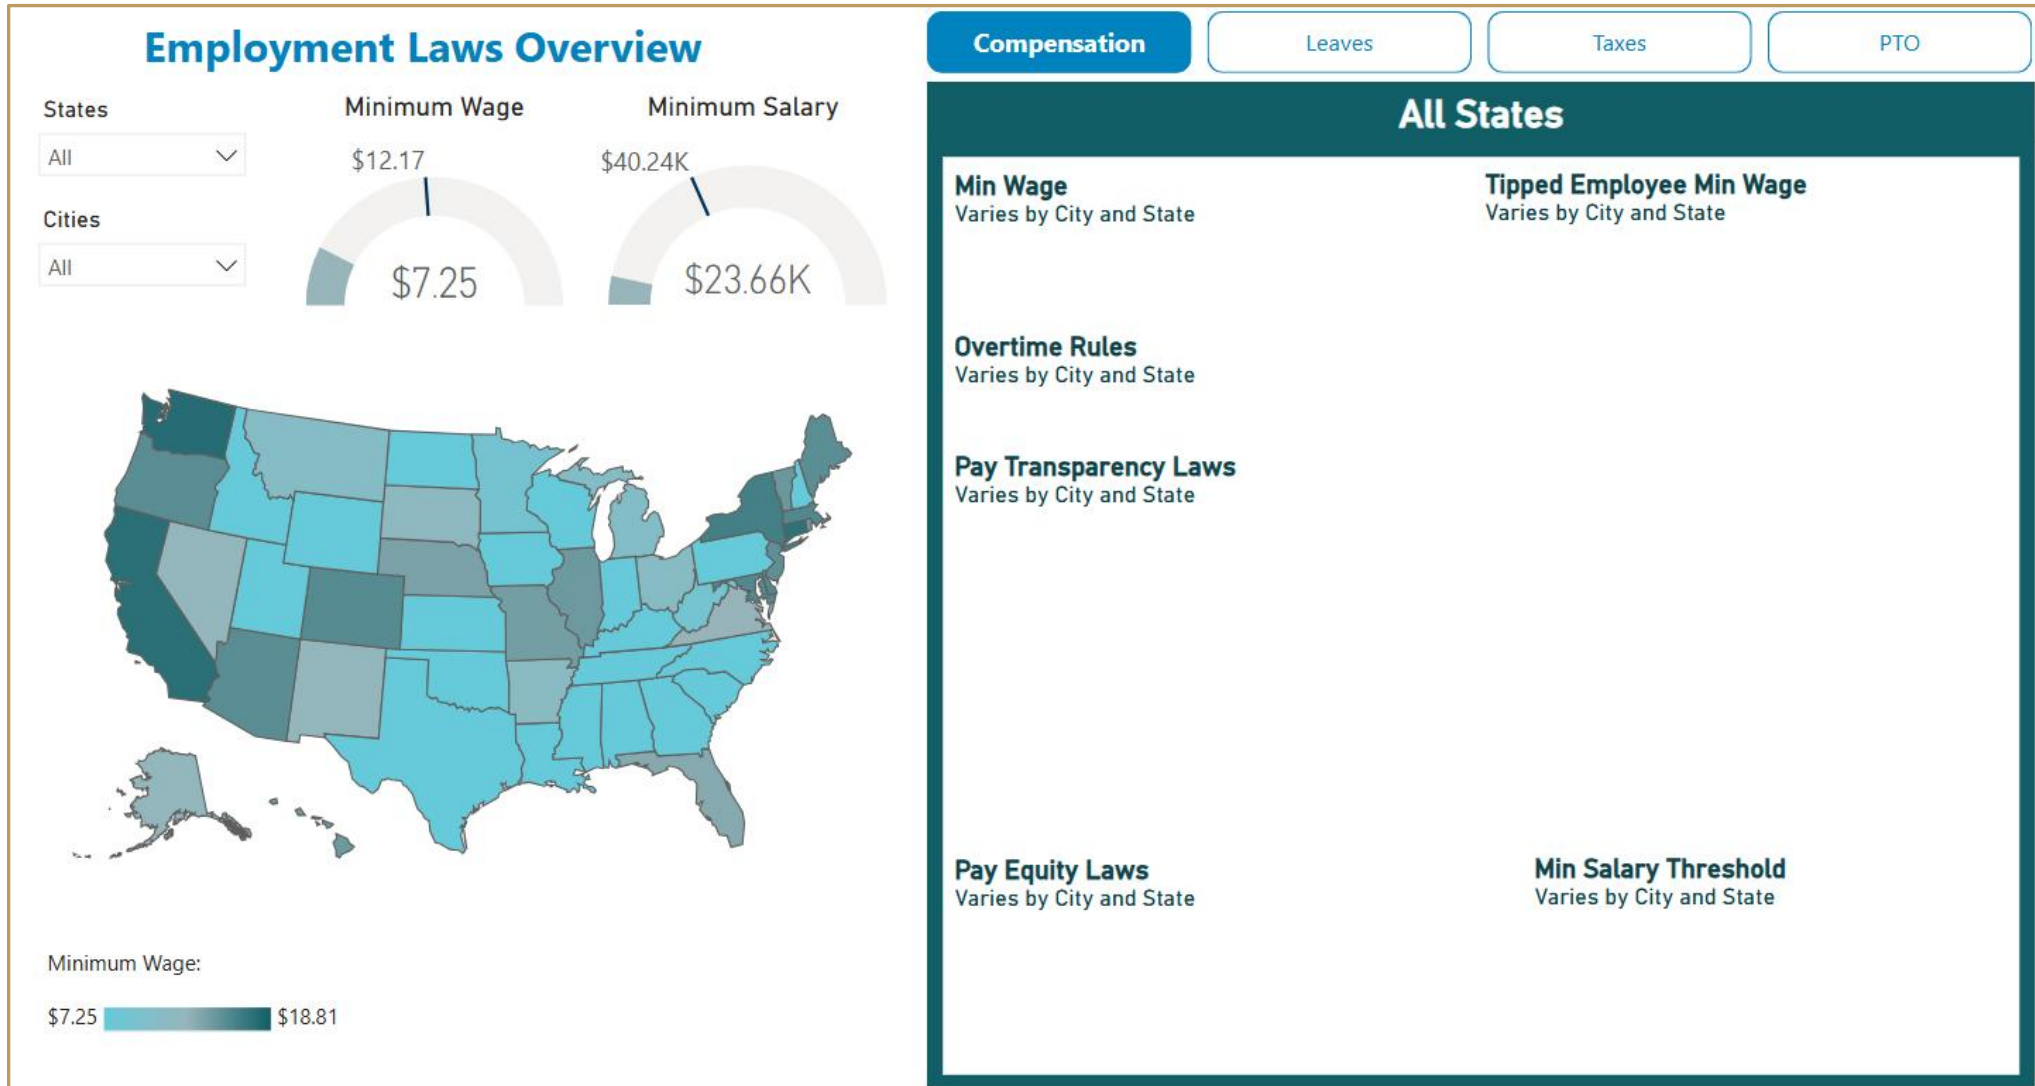 Employment Laws Overview
States
All
Cities
All
Minimum Wage
$12.17
$7.25
Minimum Salary
$40.24K
$23.66K
Minimum Wage:
$7.25
$18.81
Compensation
Leaves
Taxes
PTO
All States
Min Wage
Varies by City and State
Tipped Employee Min Wage
Varies by City and State
Overtime Rules
Varies by City and State
Pay Transparency Laws
Varies by City and State
Pay Equity Laws
Varies by City and State
Min Salary Threshold
Varies by City and State